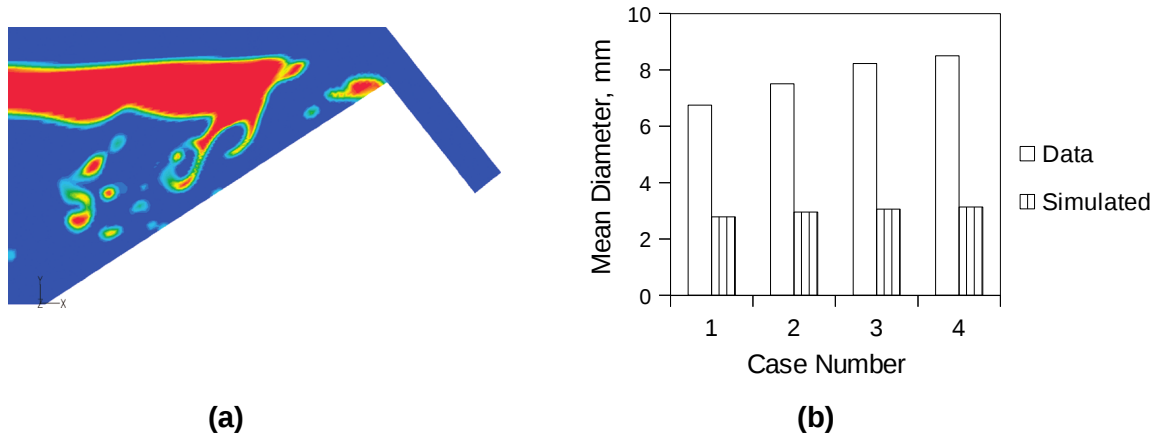 Y
Z
X
(a)
Mean Diameter, mm
10
8
6
4
2
0
1 2 3 4
Case Number
Data
Simulated
(b)